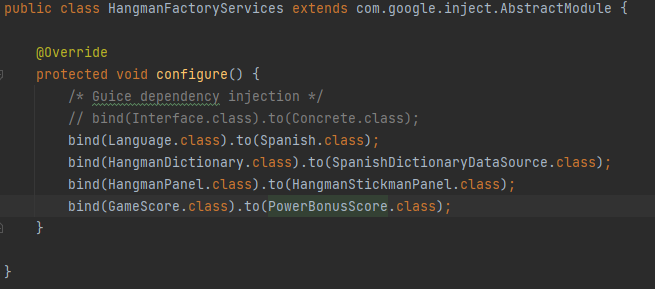 public class HangmanFactoryServices extends com.google.inject.AbstractModule {
@Override
protected void configure() {
/* Guice dependency injection */
// bind(Interface.class).to(Concrete.class);
bind(Language.class).to(Spanish.class);
bind(HangmanDictionary.class).to(SpanishDictionaryDataSource.class);
bind(HangmanPanel.class).to(HangmanStickmanPanel.class);
bind(GameScore.class).to(PowerBonusScore.class);
}
}